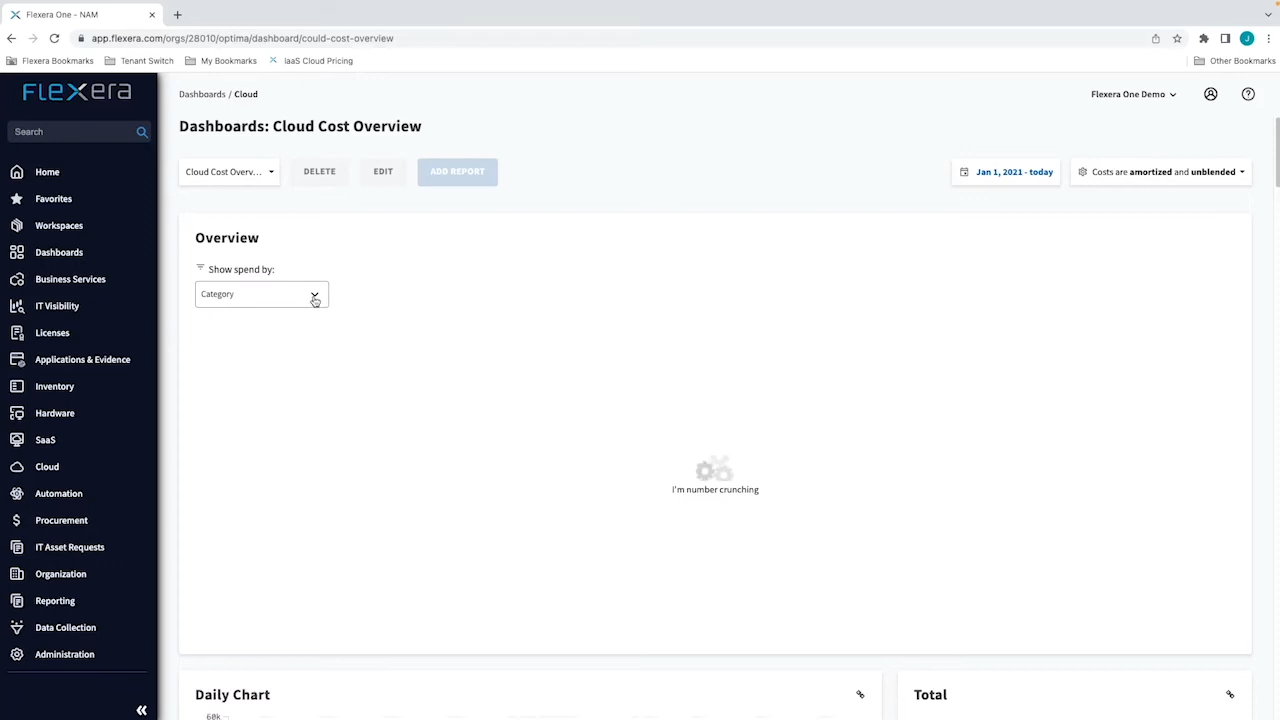 Flexera One - NAM
app.flexera.com/orgs/28010/optima/dashboard/could-cost-overview
J
Flexera Bookmarks
Tenant Switch
My Bookmarks
IaaS Cloud Pricing
Other Bookmarks
FLEXERA
Search
Home
Favorites
Workspaces
Dashboards
Business Services
IT Visibility
Licenses
Applications & Evidence
Inventory
Hardware
SaaS
Cloud
Automation
Procurement
IT Asset Requests
Organization
Reporting
Data Collection
Administration
Dashboards / Cloud
Flexera One Demo
Dashboards: Cloud Cost Overview
Cloud Cost Overv...
DELETE
EDIT
ADD REPORT
Jan 1, 2021 - today
Costs are amortized and unblended
Overview
Show spend by:
Category
I'm number crunching
Daily Chart
60k
Total